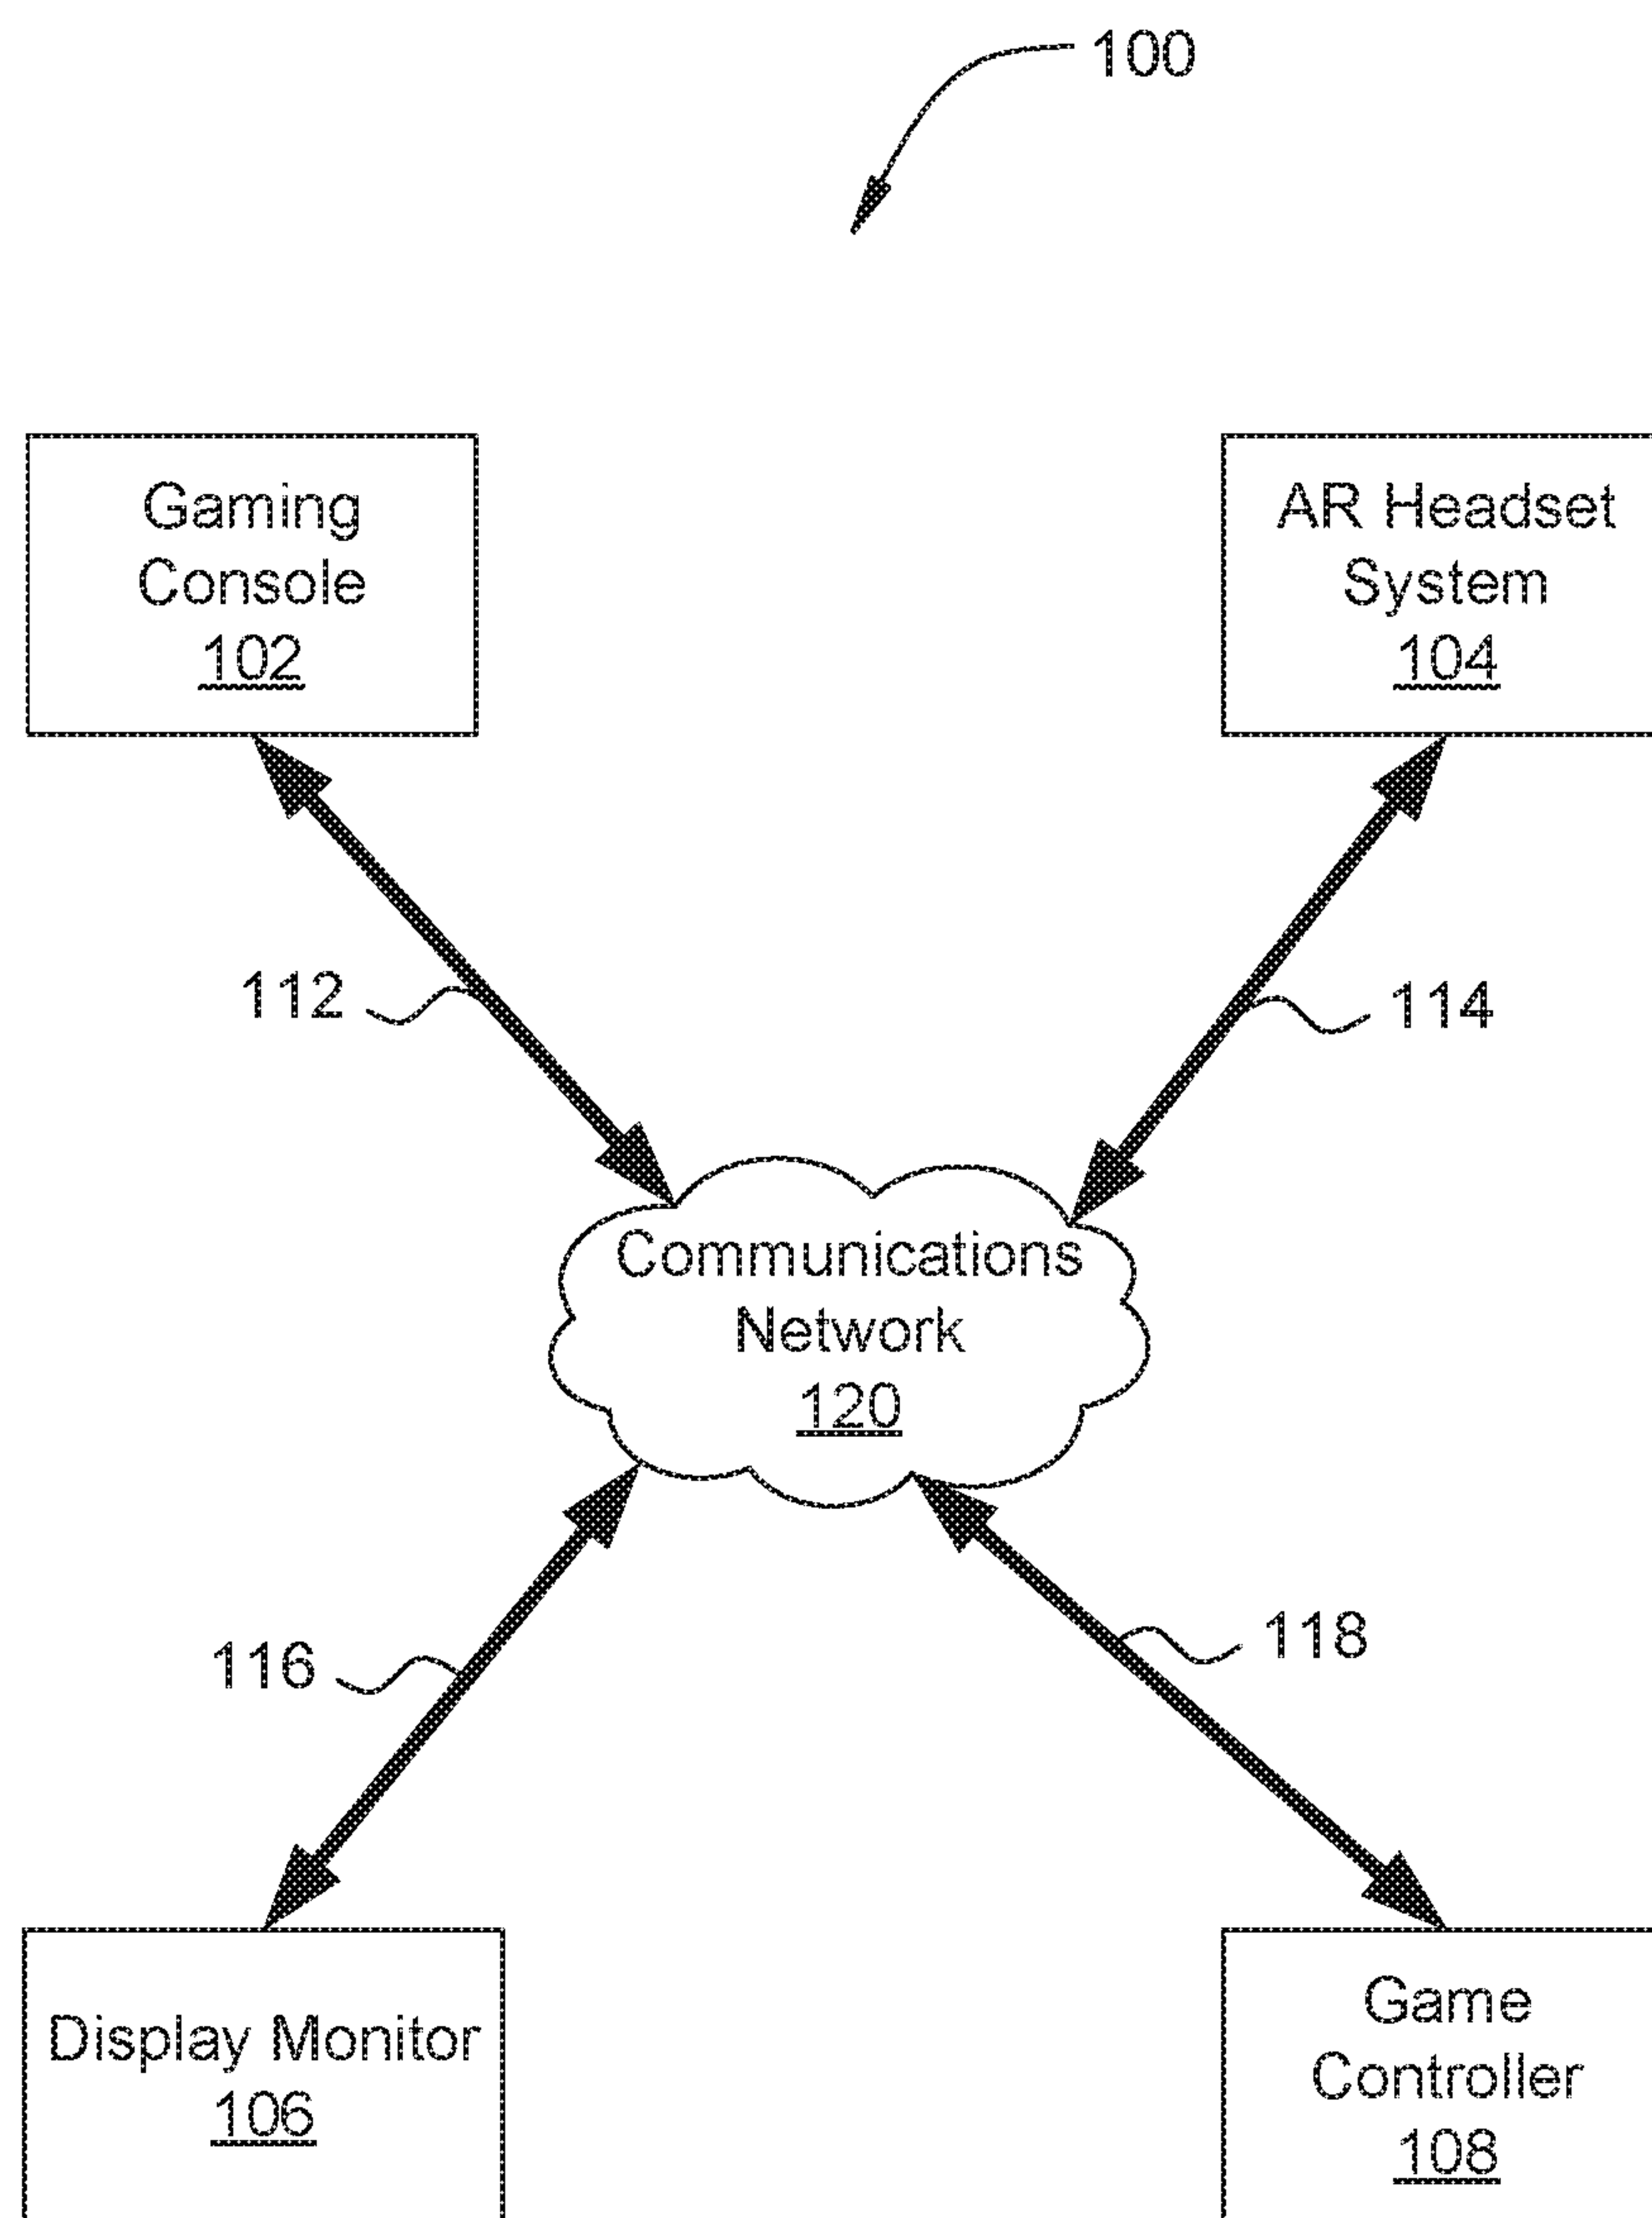 100
Gaming
Console
102
AR Headset
System
104
112
114
Communications
Network
120
116
118
Display Monitor
106
Game
Controller
108